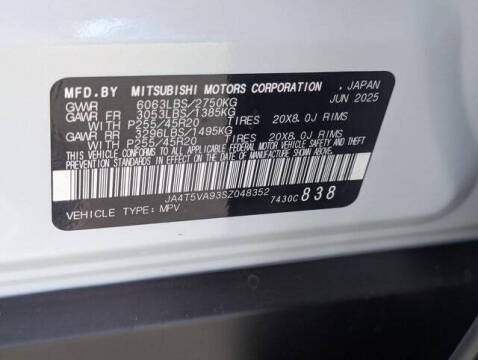 MFD.BY MITSUBISHI MOTORS CORPORATION . JAPAN
GVWR 6063LBS/2750KG JUN 2025
GAWR FR 3053LBS/1385KG
WITH P255/45R20 TIRES 20X8.0J RIMS
GAWR RR 3296LBS/1495KG
WITH P255/45R20 TIRES 20X8.0J RIMS
THIS VEHICLE CONFORMS TO ALL APPLICABLE U.S. FEDERAL MOTOR VEHICLE SAFETY, BUMPER, AND THEFT
PREVENTION STANDARDS IN EFFECT ON THE DATE OF MANUFACTURE SHOWN ABOVE.
JA4T5VA93SZ048352
VEHICLE TYPE: MPV 7430C 838